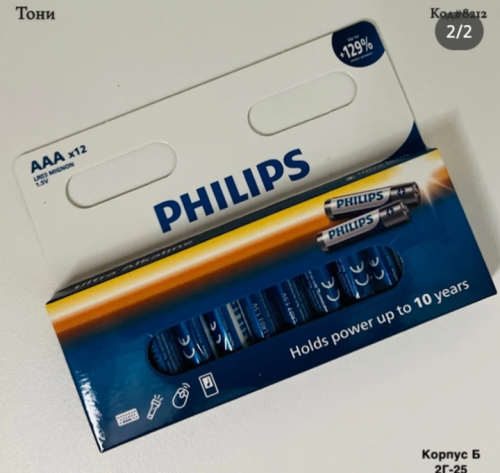 Тони
Код#8212
2/2
+129%
AAA x12
LR03 MIGNON
1.5V
PHILIPS
Ultra Alkaline
PHILIPS
PHILIPS
Holds power up to 10 years
Корпус Б
2Г-25